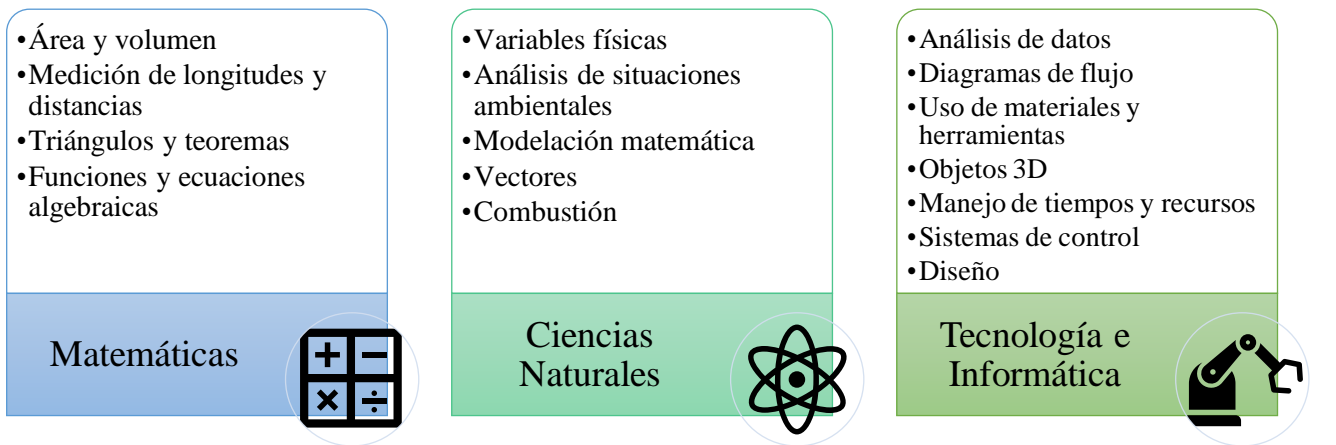 •Área y volumen
•Medición de longitudes y
distancias
•Triángulos y teoremas
•Funciones y ecuaciones
algebraicas
Matemáticas
•Variables físicas
•Análisis de situaciones
ambientales
•Modelación matemática
•Vectores
•Combustión
Ciencias
Naturales
•Análisis de datos
•Diagramas de flujo
•Uso de materiales y
herramientas
•Objetos 3D
•Manejo de tiempos y recursos
•Sistemas de control
•Diseño
Tecnología e
Informática